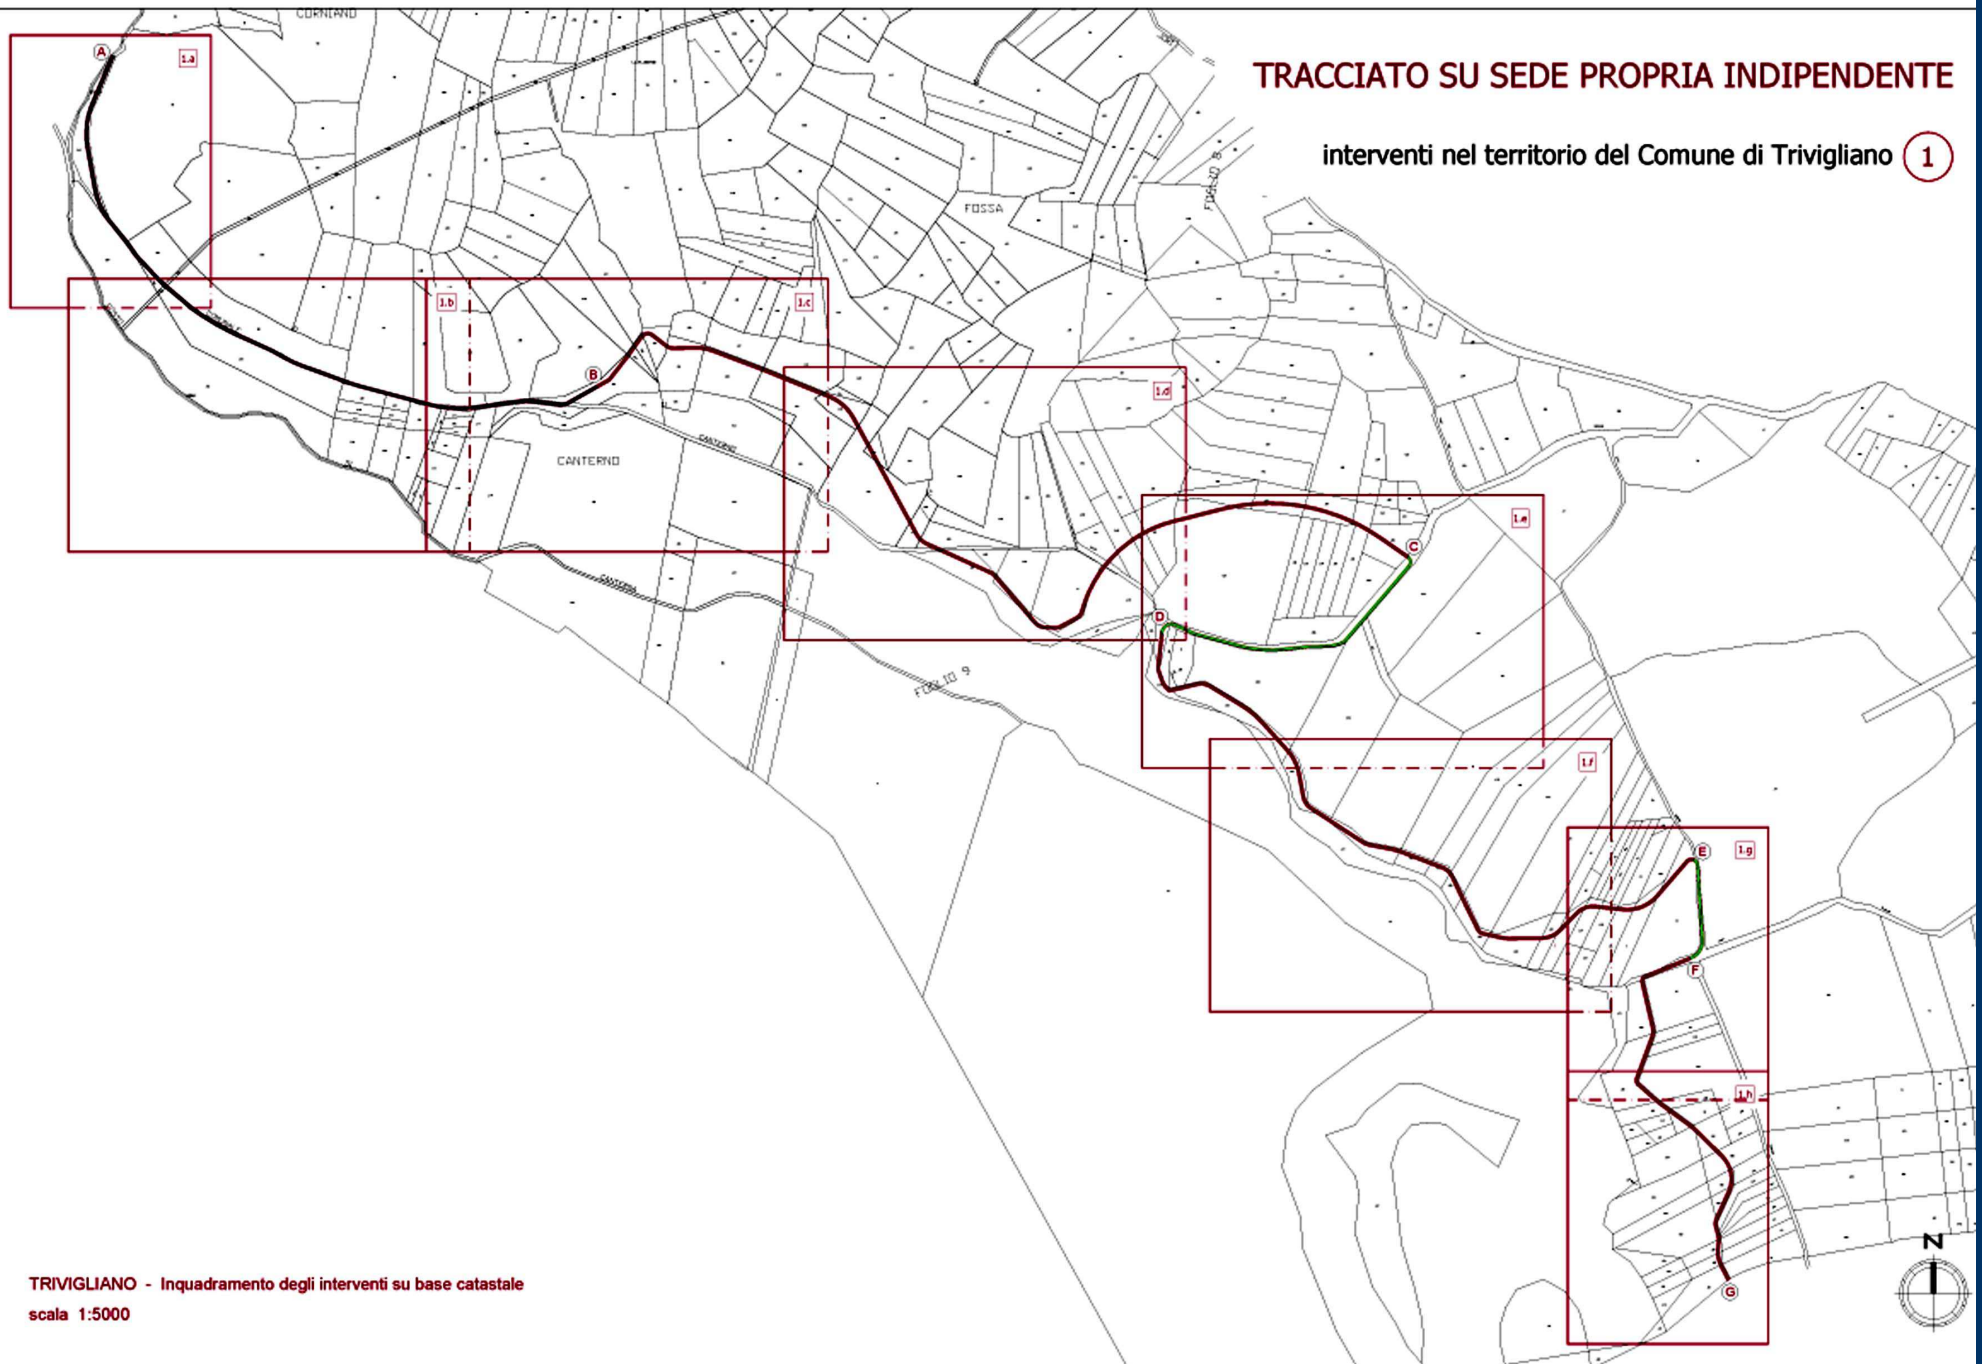 CORNIANO
A
1.a
TRACCIATO SU SEDE PROPRIA INDIPENDENTE
interventi nel territorio del Comune di Trivigliano 1
FOGLIO 8
FOSSA
1.b
1.c
B
1.d
CANTERNO
CANTERNO
1.e
C
D
FOGLIO 9
1.f
E
1.g
F
1.h
N
G
TRIVIGLIANO - Inquadramento degli interventi su base catastale
scala 1:5000